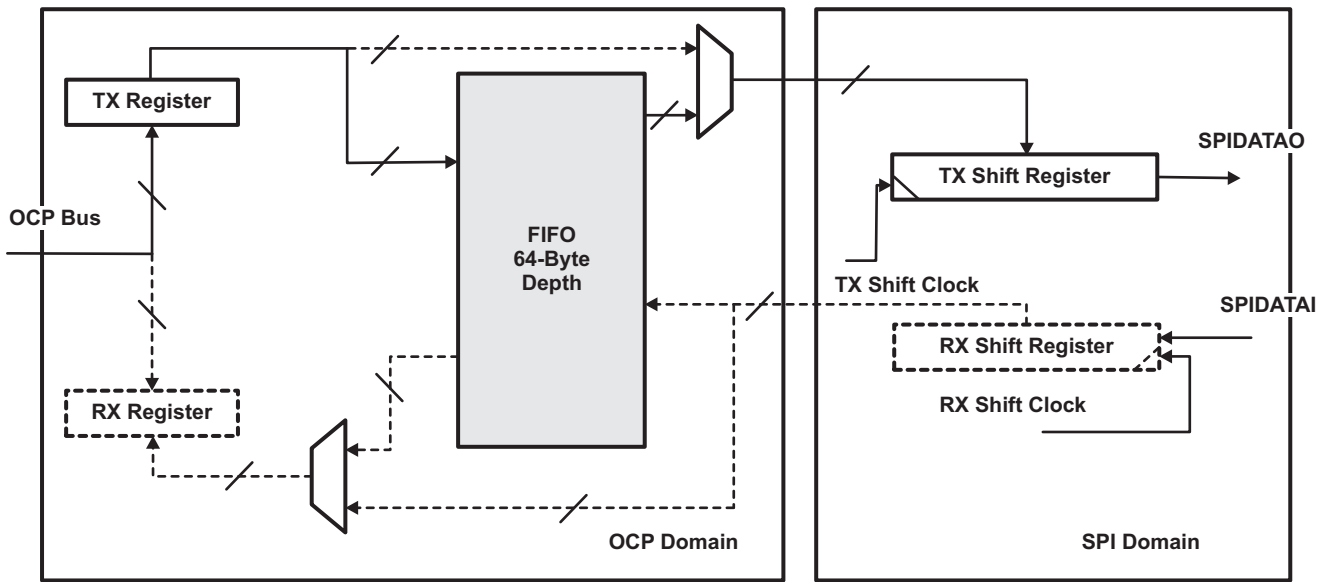 TX Register
SPIDATAO
TX Shift Register
OCP Bus
FIFO
64-Byte
Depth
TX Shift Clock
SPIDATAI
RX Shift Register
RX Register
RX Shift Clock
OCP Domain
SPI Domain